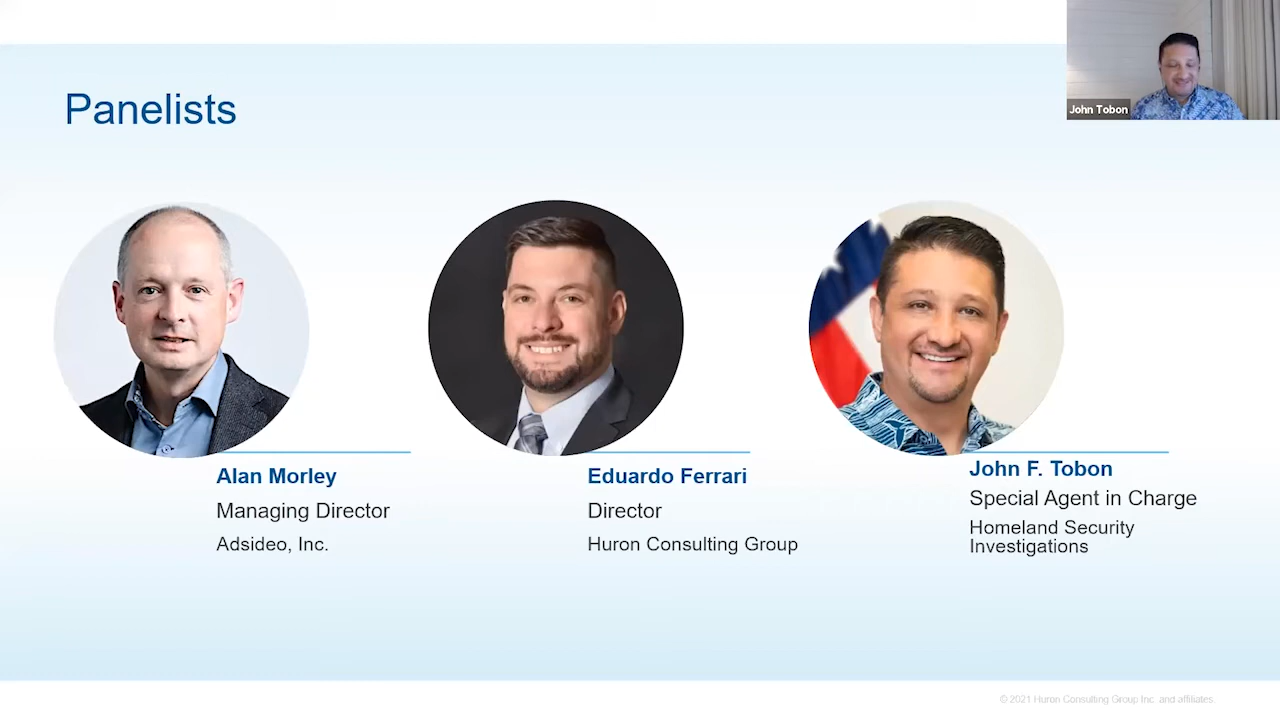 Panelists
John Tobon
Alan Morley
Managing Director
Adsideo, Inc.
Eduardo Ferrari
Director
Huron Consulting Group
John F. Tobon
Special Agent in Charge
Homeland Security
Investigations
© 2021 Huron Consulting Group Inc. and affiliates.